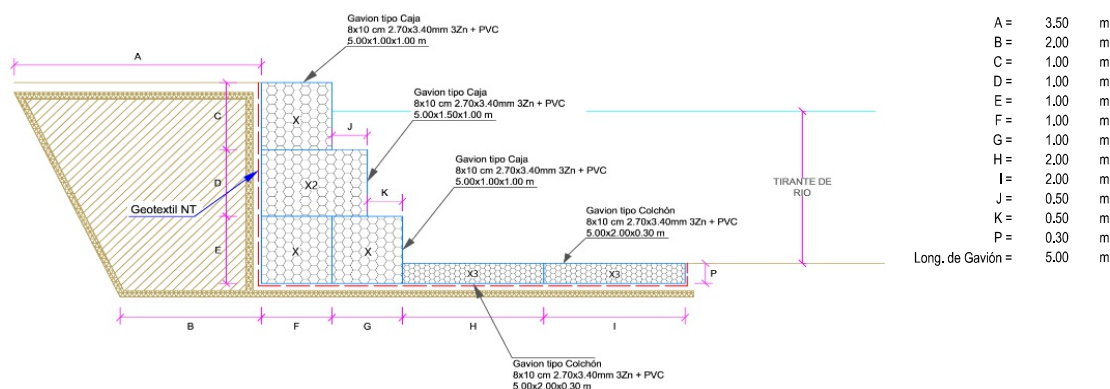 Gavion tipo Caja
8x10 cm 2.70x3.40mm 3Zn + PVC
5.00x1.00x1.00 m
A
Gavion tipo Caja
8x10 cm 2.70x3.40mm 3Zn + PVC
5.00x1.50x1.00 m
C
X
J
Gavion tipo Caja
8x10 cm 2.70x3.40mm 3Zn + PVC
5.00x1.00x1.00 m
D
X2
K
TIRANTE DE
RIO
Geotextil NT
Gavion tipo Colchón
8x10 cm 2.70x3.40mm 3Zn + PVC
5.00x2.00x0.30 m
E
X
X
X3
X3
P
B
F
G
H
I
Gavion tipo Colchón
8x10 cm 2.70x3.40mm 3Zn + PVC
5.00x2.00x0.30 m
A = 3.50 m
B = 2.00 m
C = 1.00 m
D = 1.00 m
E = 1.00 m
F = 1.00 m
G = 1.00 m
H = 2.00 m
I = 2.00 m
J = 0.50 m
K = 0.50 m
P = 0.30 m
Long. de Gavión = 5.00 m